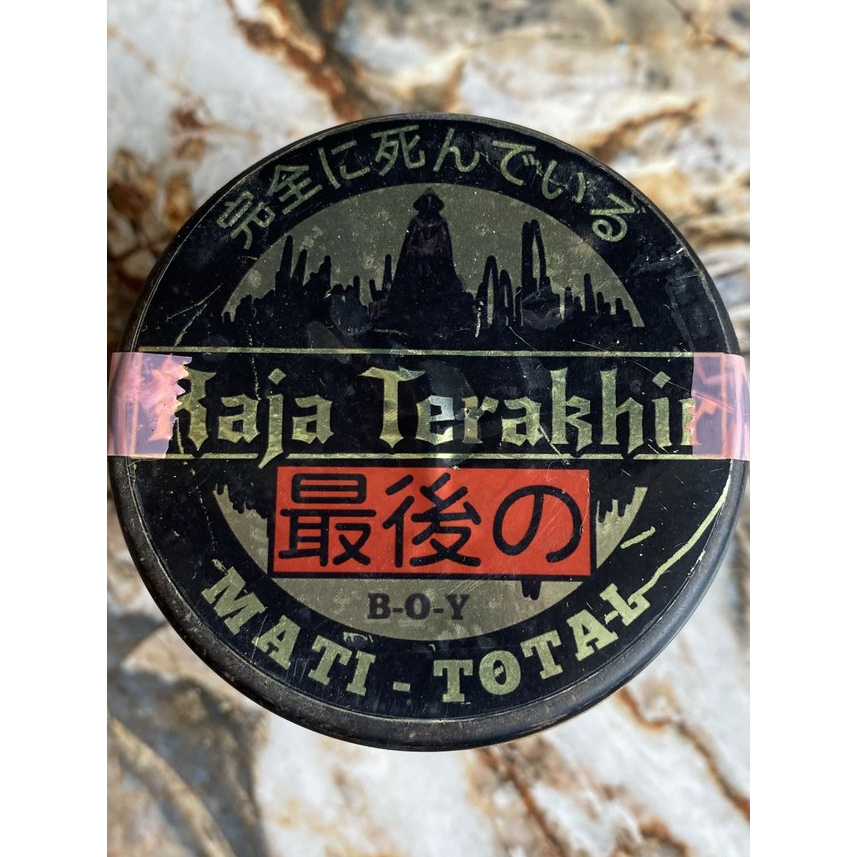 完全に死んでいる
Raja Terakhir
最後の
B-O-Y
MATI - TOTAL